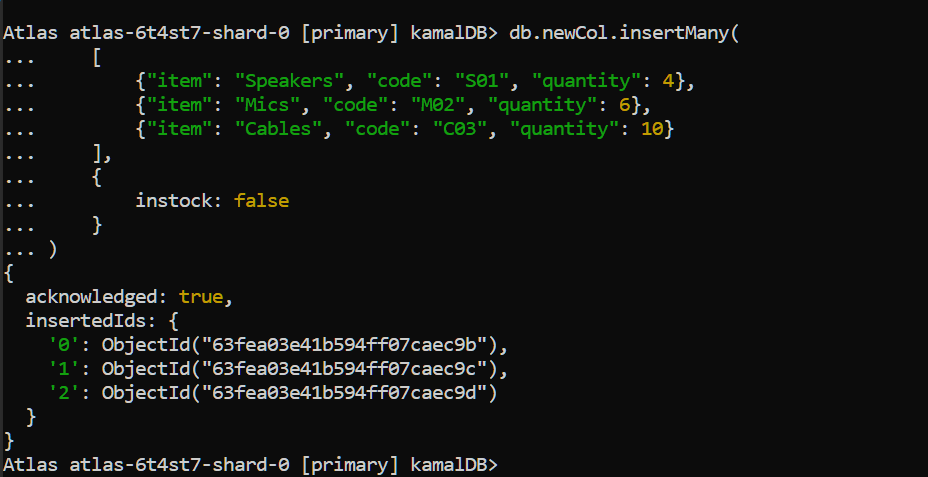 Atlas atlas-6t4st7-shard-0 [primary] kamalDB> db.newCol.insertMany(
...     [
...         {"item": "Speakers", "code": "S01", "quantity": 4},
...         {"item": "Mics", "code": "M02", "quantity": 6},
...         {"item": "Cables", "code": "C03", "quantity": 10}
...     ],
...     {
...         instock: false
...     }
... )
{
  acknowledged: true,
  insertedIds: {
    '0': ObjectId("63fea03e41b594ff07caec9b"),
    '1': ObjectId("63fea03e41b594ff07caec9c"),
    '2': ObjectId("63fea03e41b594ff07caec9d")
  }
}
Atlas atlas-6t4st7-shard-0 [primary] kamalDB>